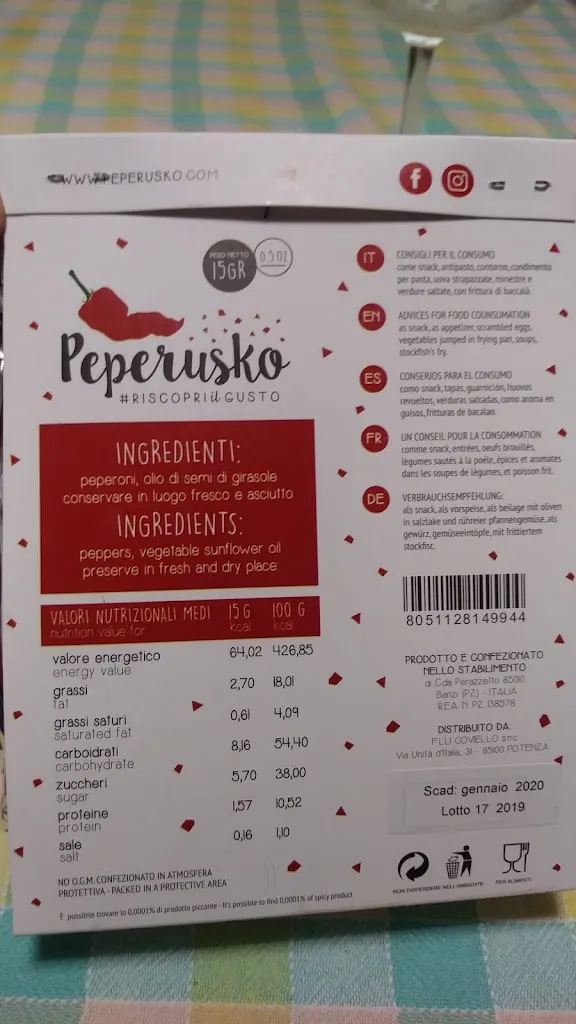 WWW.PEPERUSKO.COM
PESO NETTO
15GR
0.5 OZ
Peperusko
#RISCOPRIilGUSTO
INGREDIENTI:
peperoni, olio di semi di girasole
conservare in luogo fresco e asciutto
INGREDIENTS:
peppers, vegetable sunflower oil
preserve in fresh and dry place
VALORI NUTRIZIONALI MEDI 15 G 100 G
nutrition value for kcal kcal
valore energetico 64,02 426,85
energy value
grassi 2,70 18,01
fat
grassi saturi 0,61 4,09
saturated fat
carboidrati 8,16 54,40
carbohydrate
zuccheri 5,70 38,00
sugar
proteine 1,57 10,52
protein
sale 0,16 1,10
salt
NO O.G.M. CONFEZIONATO IN ATMOSFERA
PROTETTIVA - PACKED IN A PROTECTIVE AREA
È possibile trovare lo 0,0001% di prodotto piccante - It's possible to find 0,0001% of spicy product
IT CONSIGLI PER IL CONSUMO
come snack, antipasto, contorno, condimento
per pasta, uova strapazzate, minestre e
verdure saltate, con frittura di baccalà.
EN ADVICES FOR FOOD COUNSUMATION
as snack, as appetizer, scrambled eggs,
vegetables jumped in frying pan, soups,
stockfish's fry.
ES CONSERJOS PARA EL CONSUMO
como snack, tapas, guarnición, huovos
revueltos, verduras saltadas, como aroma en
guisos, frituras de bacalao.
FR UN CONSEIL POUR LA CONSOMMATION
comme snack, entrées, oeufs brouillés,
légumes sautés à la poêle, épices et aromates
dans les soupes de légumes, et poisson frit.
DE VERBRAUCHSEMPFEHLUNG:
als snack, als vorspeise, als beilage mit oliven
in salzlake und rühreier pfannengemüse, als
gewürz, gemüseeintöpfe, mit frittiertem
stockfisc.
8051128149944
PRODOTTO E CONFEZIONATO
NELLO STABILIMENTO
di C.da Perazzetto 85010
Banzi (PZ) - ITALIA
REA N PZ 138578
DISTRIBUITO DA
F.LLI COVIELLO snc
Via Unità d'Italia, 31 - 85100 POTENZA
Scad: gennaio 2020
Lotto 17 2019
NON DISPERDERE NELL'AMBIENTE
PER ALIMENTI